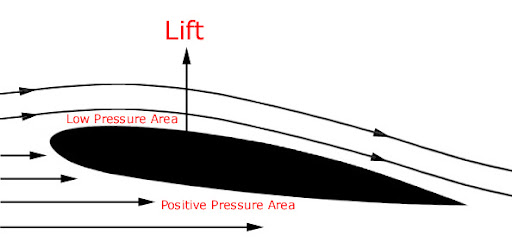 Lift
Low Pressure Area
Positive Pressure Area